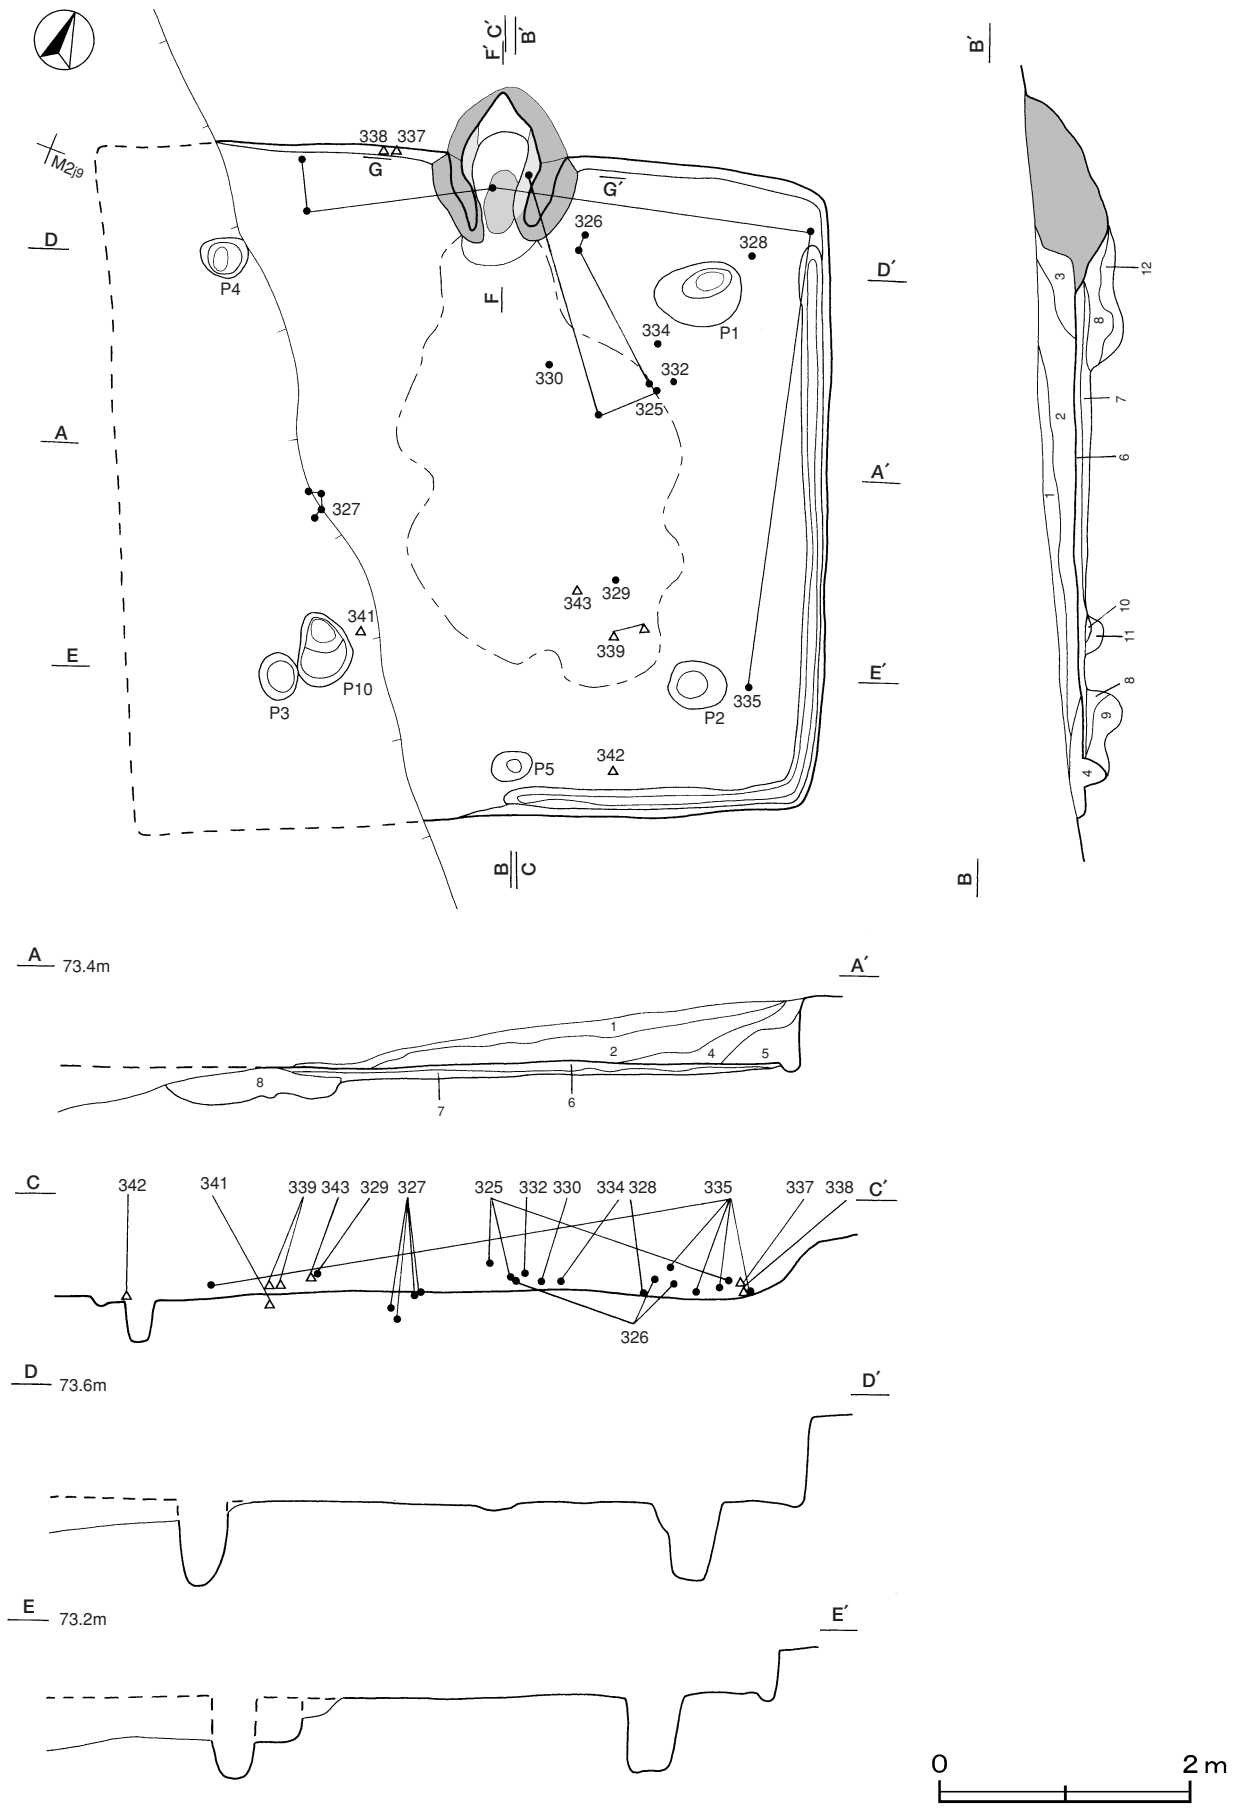 F′ C′ B′
B′
M2j9
338 337
G
G′
D
326
328
D′
P4
F
P1
334
330
332
325
A
A′
327
343 329
341
339
E
E′
P10
P3
P2
335
342
P5
B C
B
3
12
8
7
2
6
1
10
11
8
9
4
A 73.4m
A′
1
2
4
5
8
7
6
C
342 341 339 343 329 327 325 332 330 334 328 335 337 338
C′
326
D 73.6m
D′
E 73.2m
E′
0 2 m